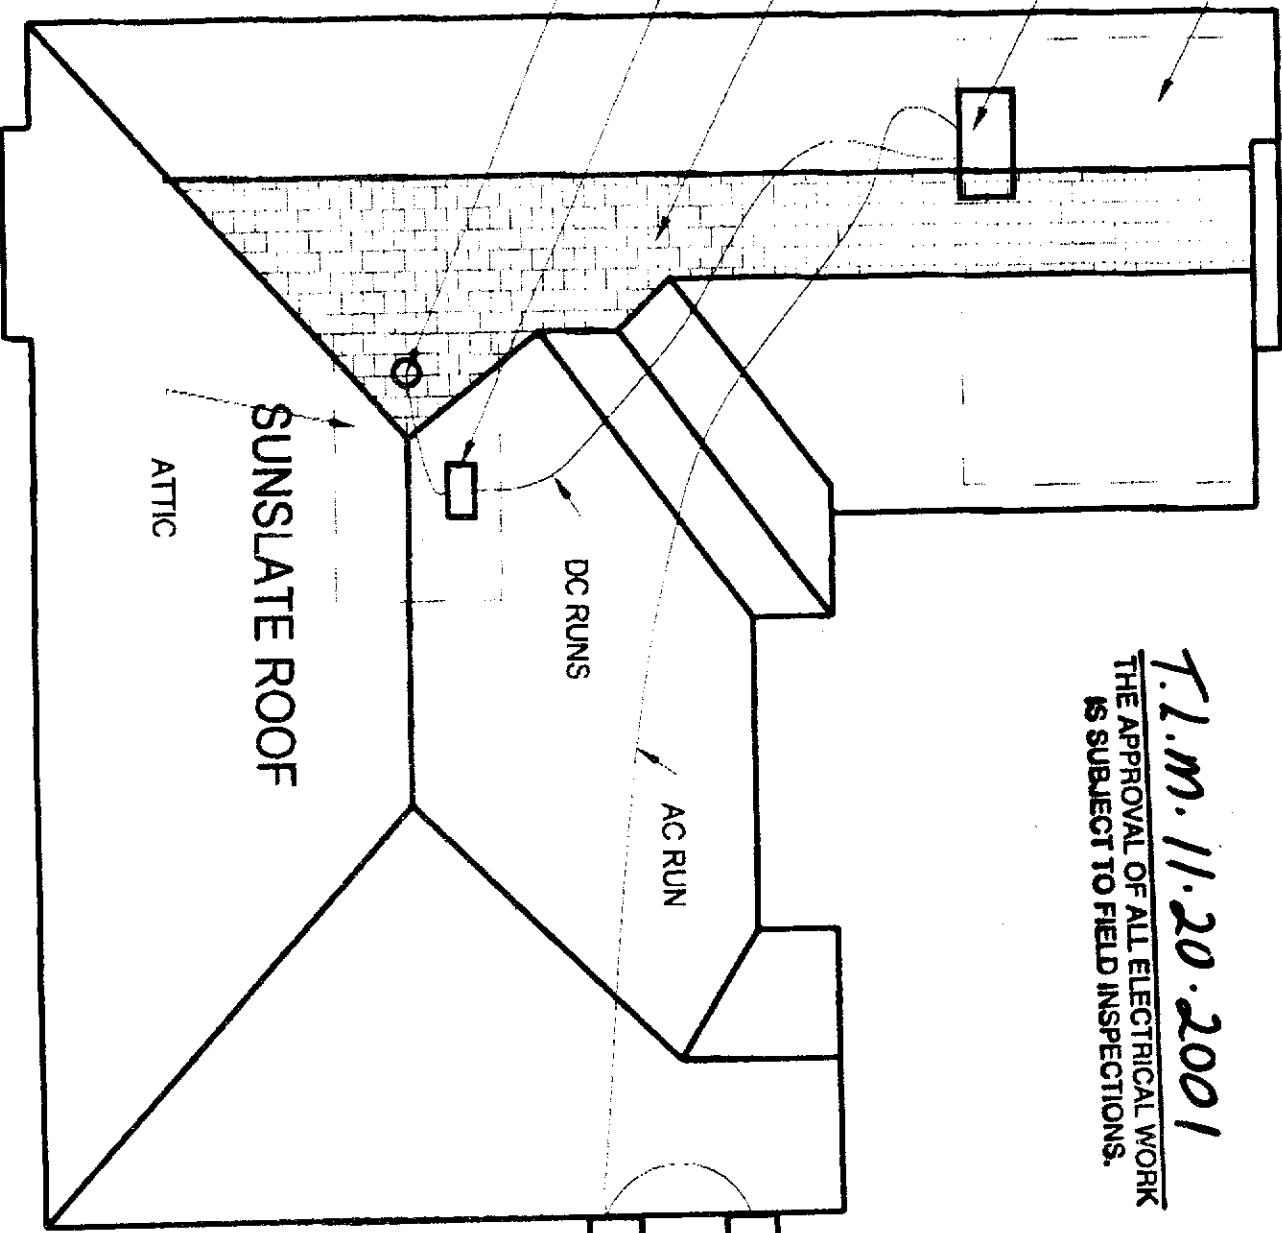 T.L.M. 11.20.2001
THE APPROVAL OF ALL ELECTRICAL WORK
IS SUBJECT TO FIELD INSPECTIONS.
AC RUN
DC RUNS
SUNSLATE ROOF
ATTIC